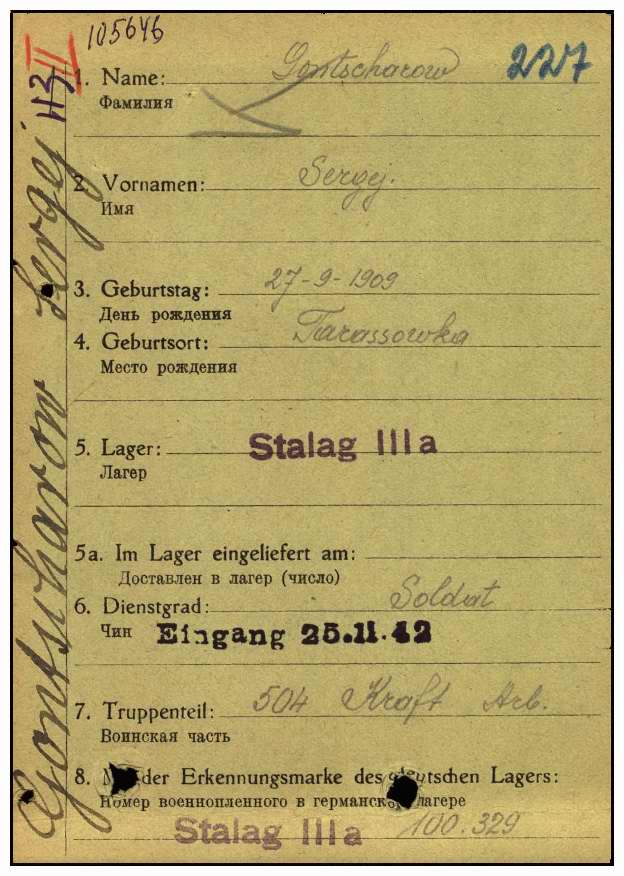 105646
227
1. Name: Gontscharow
Фамилия
2. Vornamen: Sergej.
Имя
3. Geburtstag: 27-9-1909
День рождения
4. Geburtsort: Tarassowka
Место рождения
5. Lager: Stalag IIIa
Лагер
5a. Im Lager eingeliefert am:
Доставлен в лагер (число)
6. Dienstgrad: Soldat
Чин Eingang 25.11.42
7. Truppenteil: 504 Kraft Arb.
Воинская часть
8. der Erkennungsmarke des deutschen Lagers:
Номер военнопленного в германском лагере
Stalag IIIa 100.329
Gontscharow Sergej